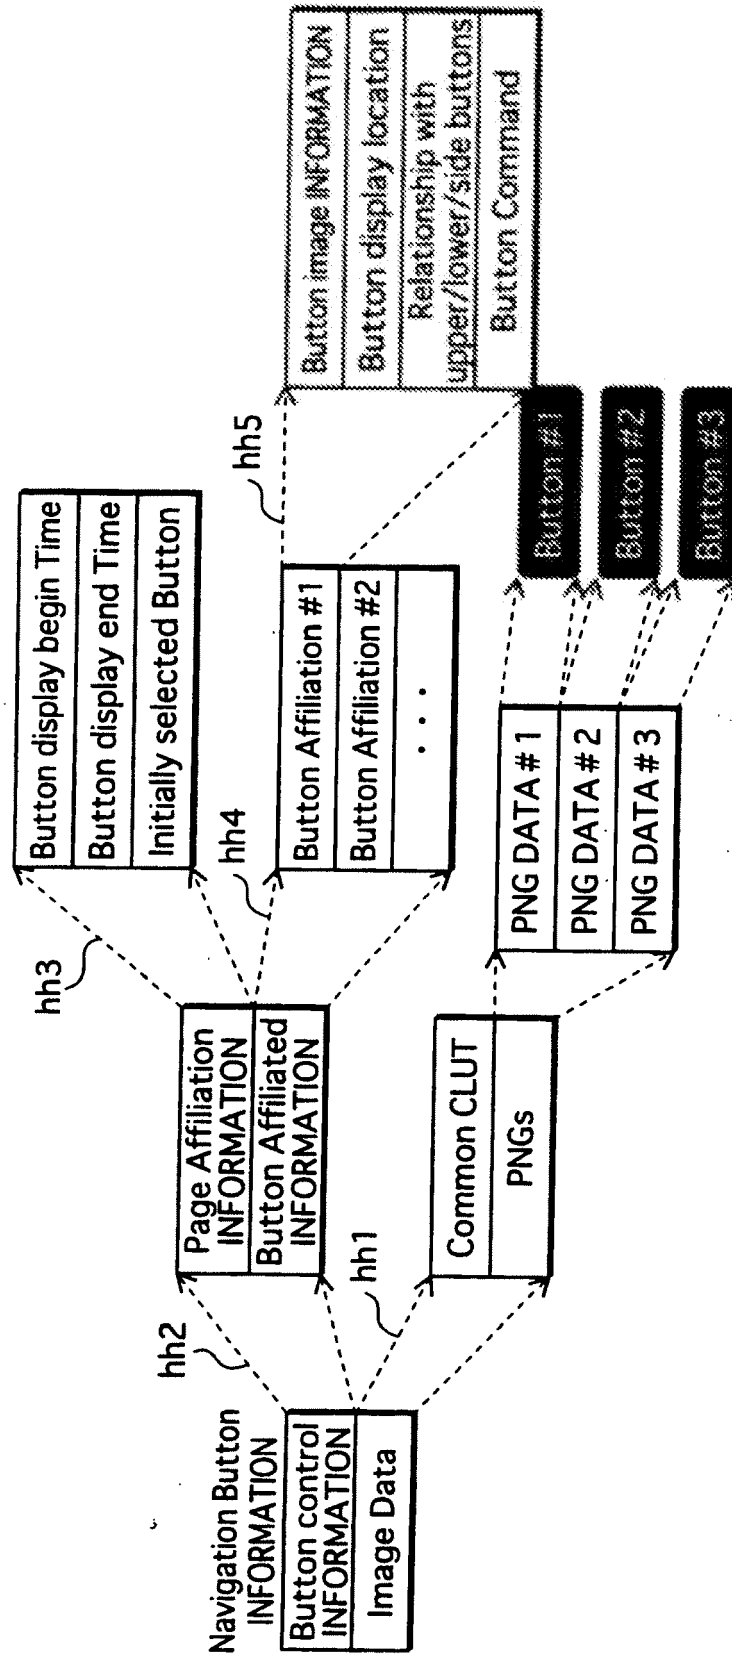 Navigation Button
INFORMATION
Button control
INFORMATION
Image Data
hh2
hh1
Page Affiliation
INFORMATION
Button Affiliated
INFORMATION
Common CLUT
PNGs
hh3
hh4
Button display begin Time
Button display end Time
Initially selected Button
Button Affiliation #1
Button Affiliation #2
. . .
PNG DATA#1
PNG DATA#2
PNG DATA#3
hh5
Button image INFORMATION
Button display location
Relationship with
upper/lower/side buttons
Button Command
Button #1
Button #2
Button #3